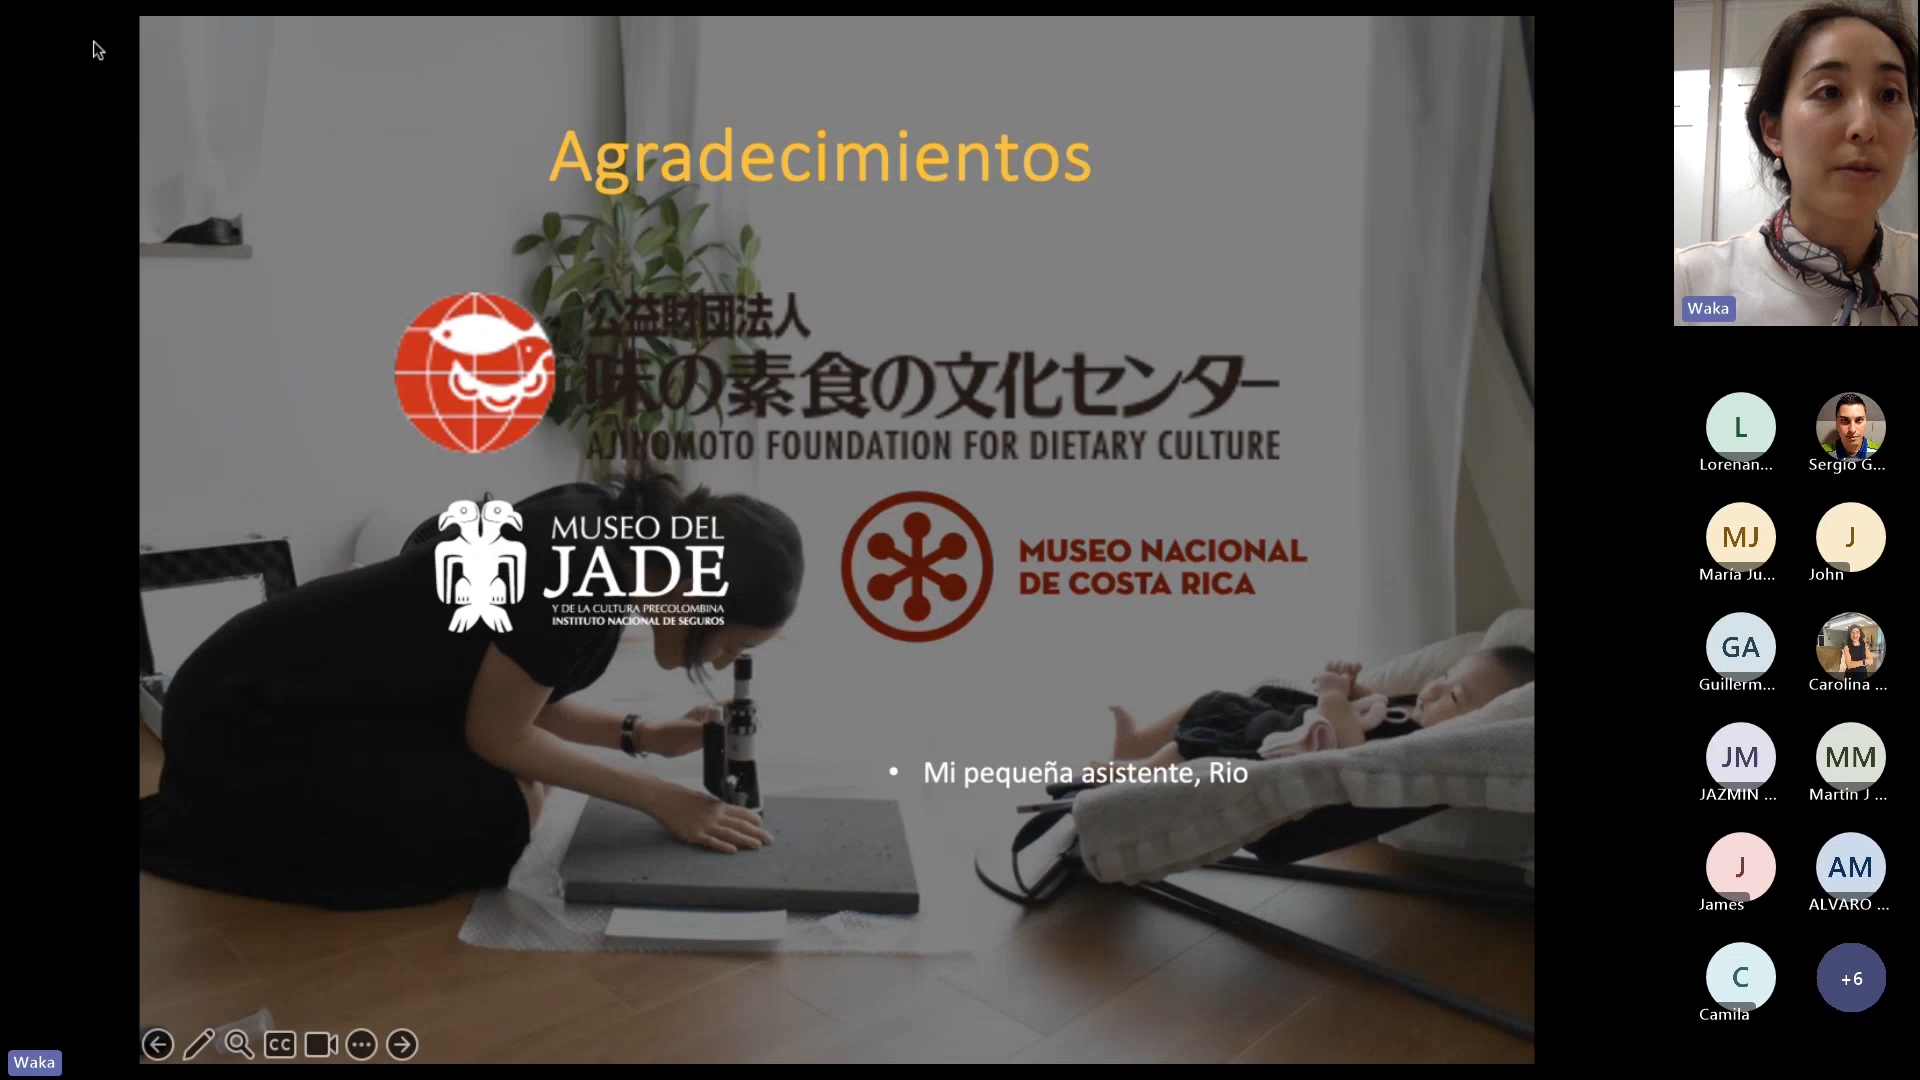 Agradecimientos
公益財団法人
味の素食の文化センター
AJINOMOTO FOUNDATION FOR DIETARY CULTURE
MUSEO DEL
JADE
Y DE LA CULTURA PRECOLOMBINA
INSTITUTO NACIONAL DE SEGUROS
MUSEO NACIONAL
DE COSTA RICA
• Mi pequeña asistente, Rio
CC
Waka
Waka
L
Lorenan...
Sergio G...
MJ
María Ju...
J
John
GA
Guillerm...
Carolina ...
JM
JAZMIN ...
MM
Martin J ...
J
James
AM
ALVARO ...
C
Camila
+6